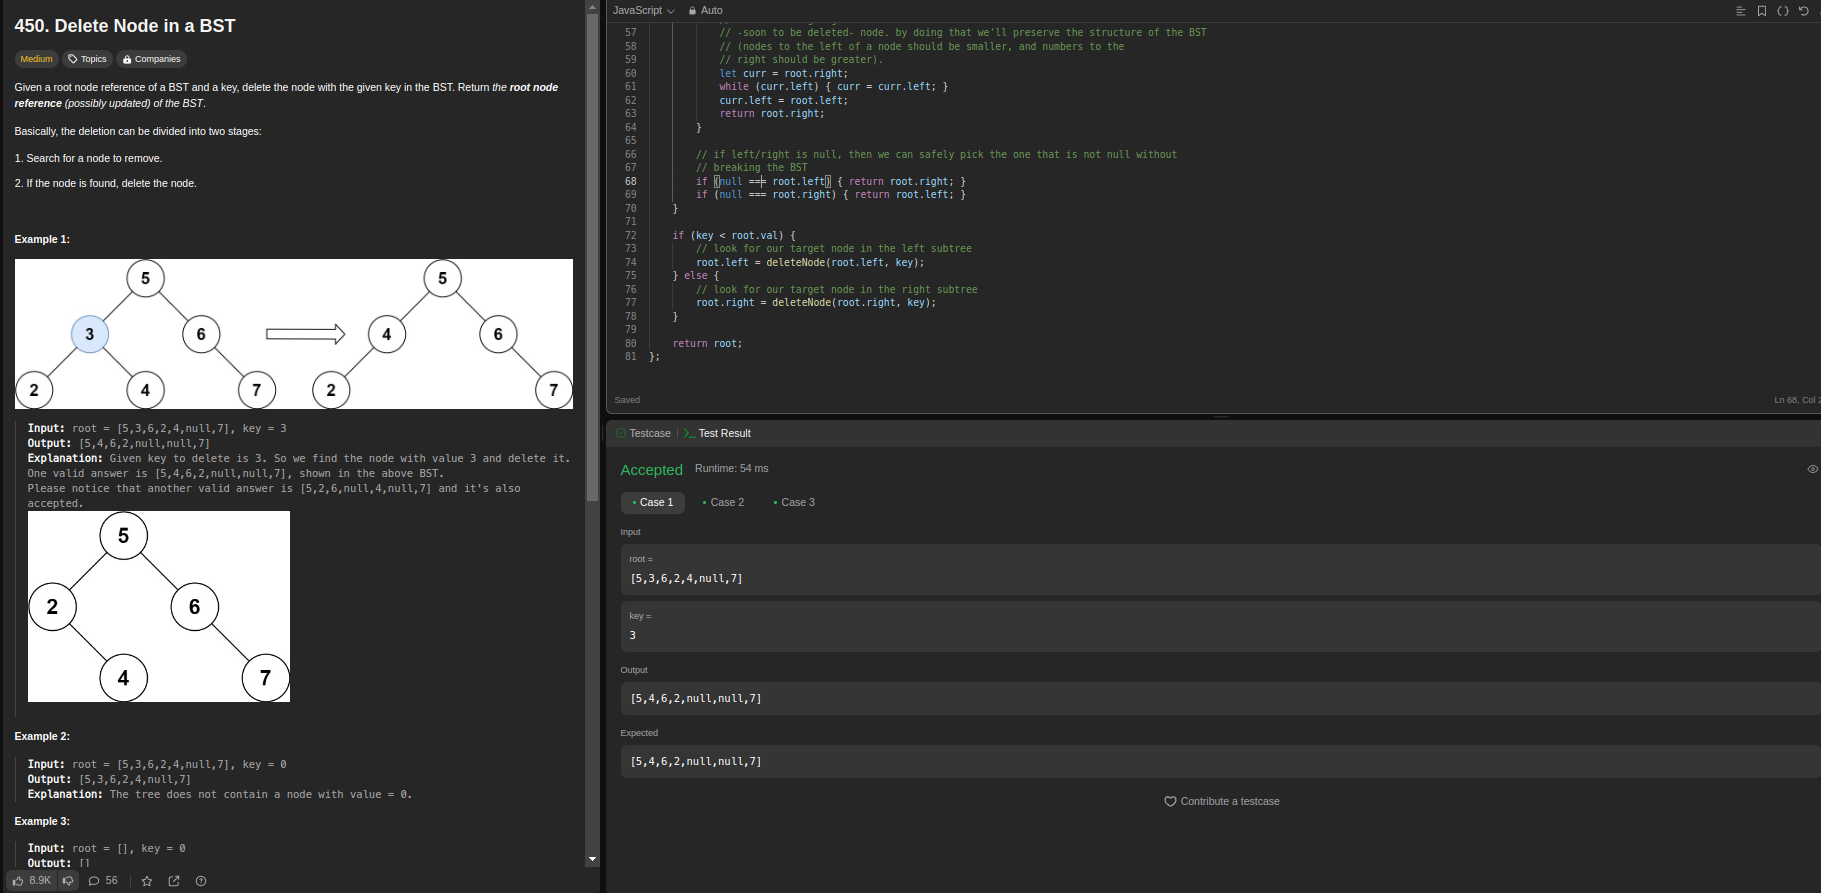 450. Delete Node in a BST
Medium
Topics
Companies
Given a root node reference of a BST and a key, delete the node with the given key in the BST. Return the root node
reference (possibly updated) of the BST.
Basically, the deletion can be divided into two stages:
1. Search for a node to remove.
2. If the node is found, delete the node.
Example 1:
5 5
3 6 4 6
2 4 7 2 7
Input: root = [5,3,6,2,4,null,7], key = 3
Output: [5,4,6,2,null,null,7]
Explanation: Given key to delete is 3. So we find the node with value 3 and delete it.
One valid answer is [5,4,6,2,null,null,7], shown in the above BST.
Please notice that another valid answer is [5,2,6,null,4,null,7] and it's also
accepted.
5
2 6
4 7
Example 2:
Input: root = [5,3,6,2,4,null,7], key = 0
Output: [5,3,6,2,4,null,7]
Explanation: The tree does not contain a node with value = 0.
Example 3:
Input: root = [], key = 0
Output: []
8.9K 56
JavaScript Auto
57 // -soon to be deleted- node. by doing that we'll preserve the structure of the BST
58 // (nodes to the left of a node should be smaller, and numbers to the
59 // right should be greater).
60 let curr = root.right;
61 while (curr.left) { curr = curr.left; }
62 curr.left = root.left;
63 return root.right;
64 }
65
66 // if left/right is null, then we can safely pick the one that is not null without
67 // breaking the BST
68 if (null === root.left) { return root.right; }
69 if (null === root.right) { return root.left; }
70 }
71
72 if (key < root.val) {
73 // look for our target node in the left subtree
74 root.left = deleteNode(root.left, key);
75 } else {
76 // look for our target node in the right subtree
77 root.right = deleteNode(root.right, key);
78 }
79
80 return root;
81 };
Saved
Ln 68, Col
Testcase
Test Result
Accepted Runtime: 54 ms
Case 1 Case 2 Case 3
Input
root =
[5,3,6,2,4,null,7]
key =
3
Output
[5,4,6,2,null,null,7]
Expected
[5,4,6,2,null,null,7]
Contribute a testcase